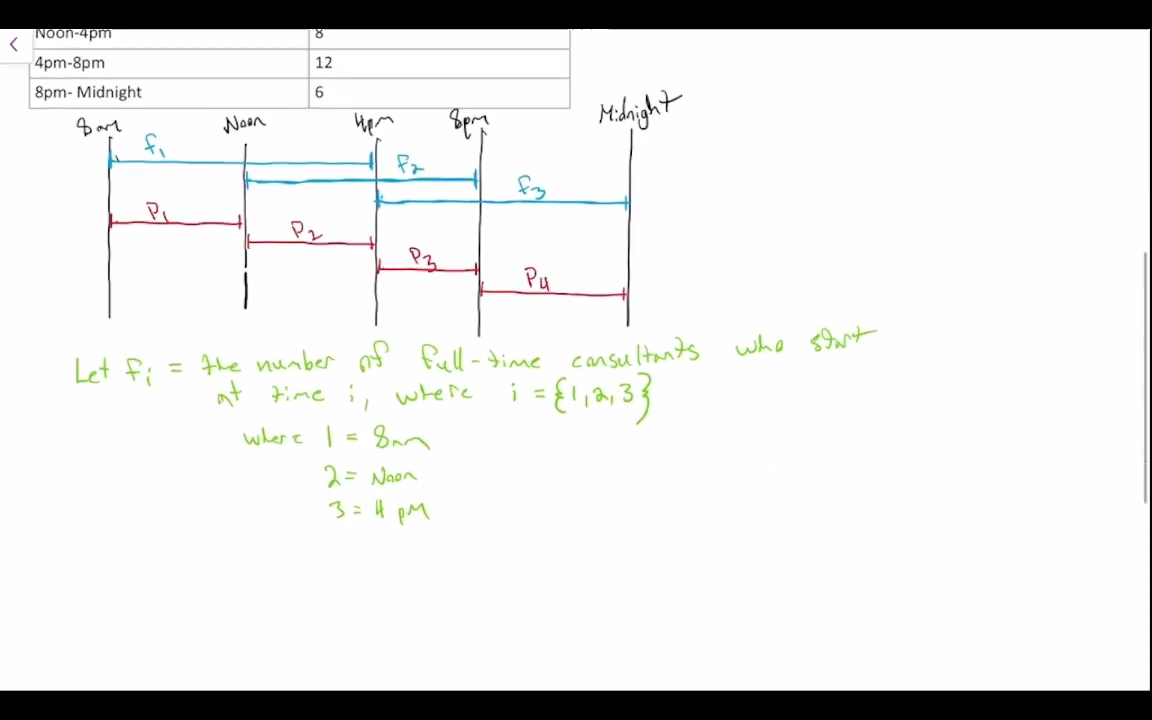 Noon-4pm 8
4pm-8pm 12
8pm- Midnight 6
8am Noon 4pm 8pm Midnight
f1
f2
f3
P1
P2
P3
P4
Let fi = the number of full-time consultants who start
at time i, where i = {1,2,3}
where 1 = 8am
2 = Noon
3 = 4 pM